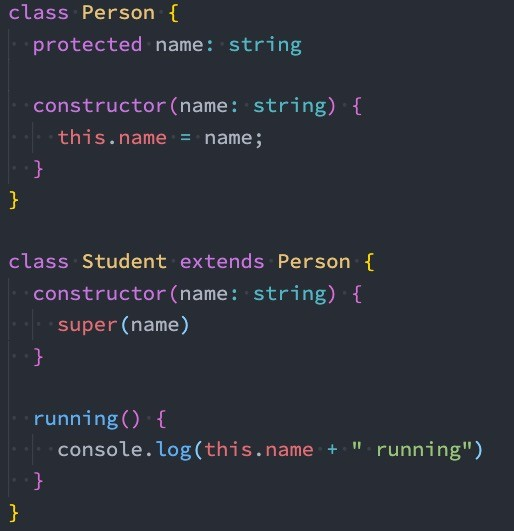 class Person {
  protected name: string

  constructor(name: string) {
    this.name = name;
  }
}

class Student extends Person {
  constructor(name: string) {
    super(name)
  }

  running() {
    console.log(this.name + " running")
  }
}